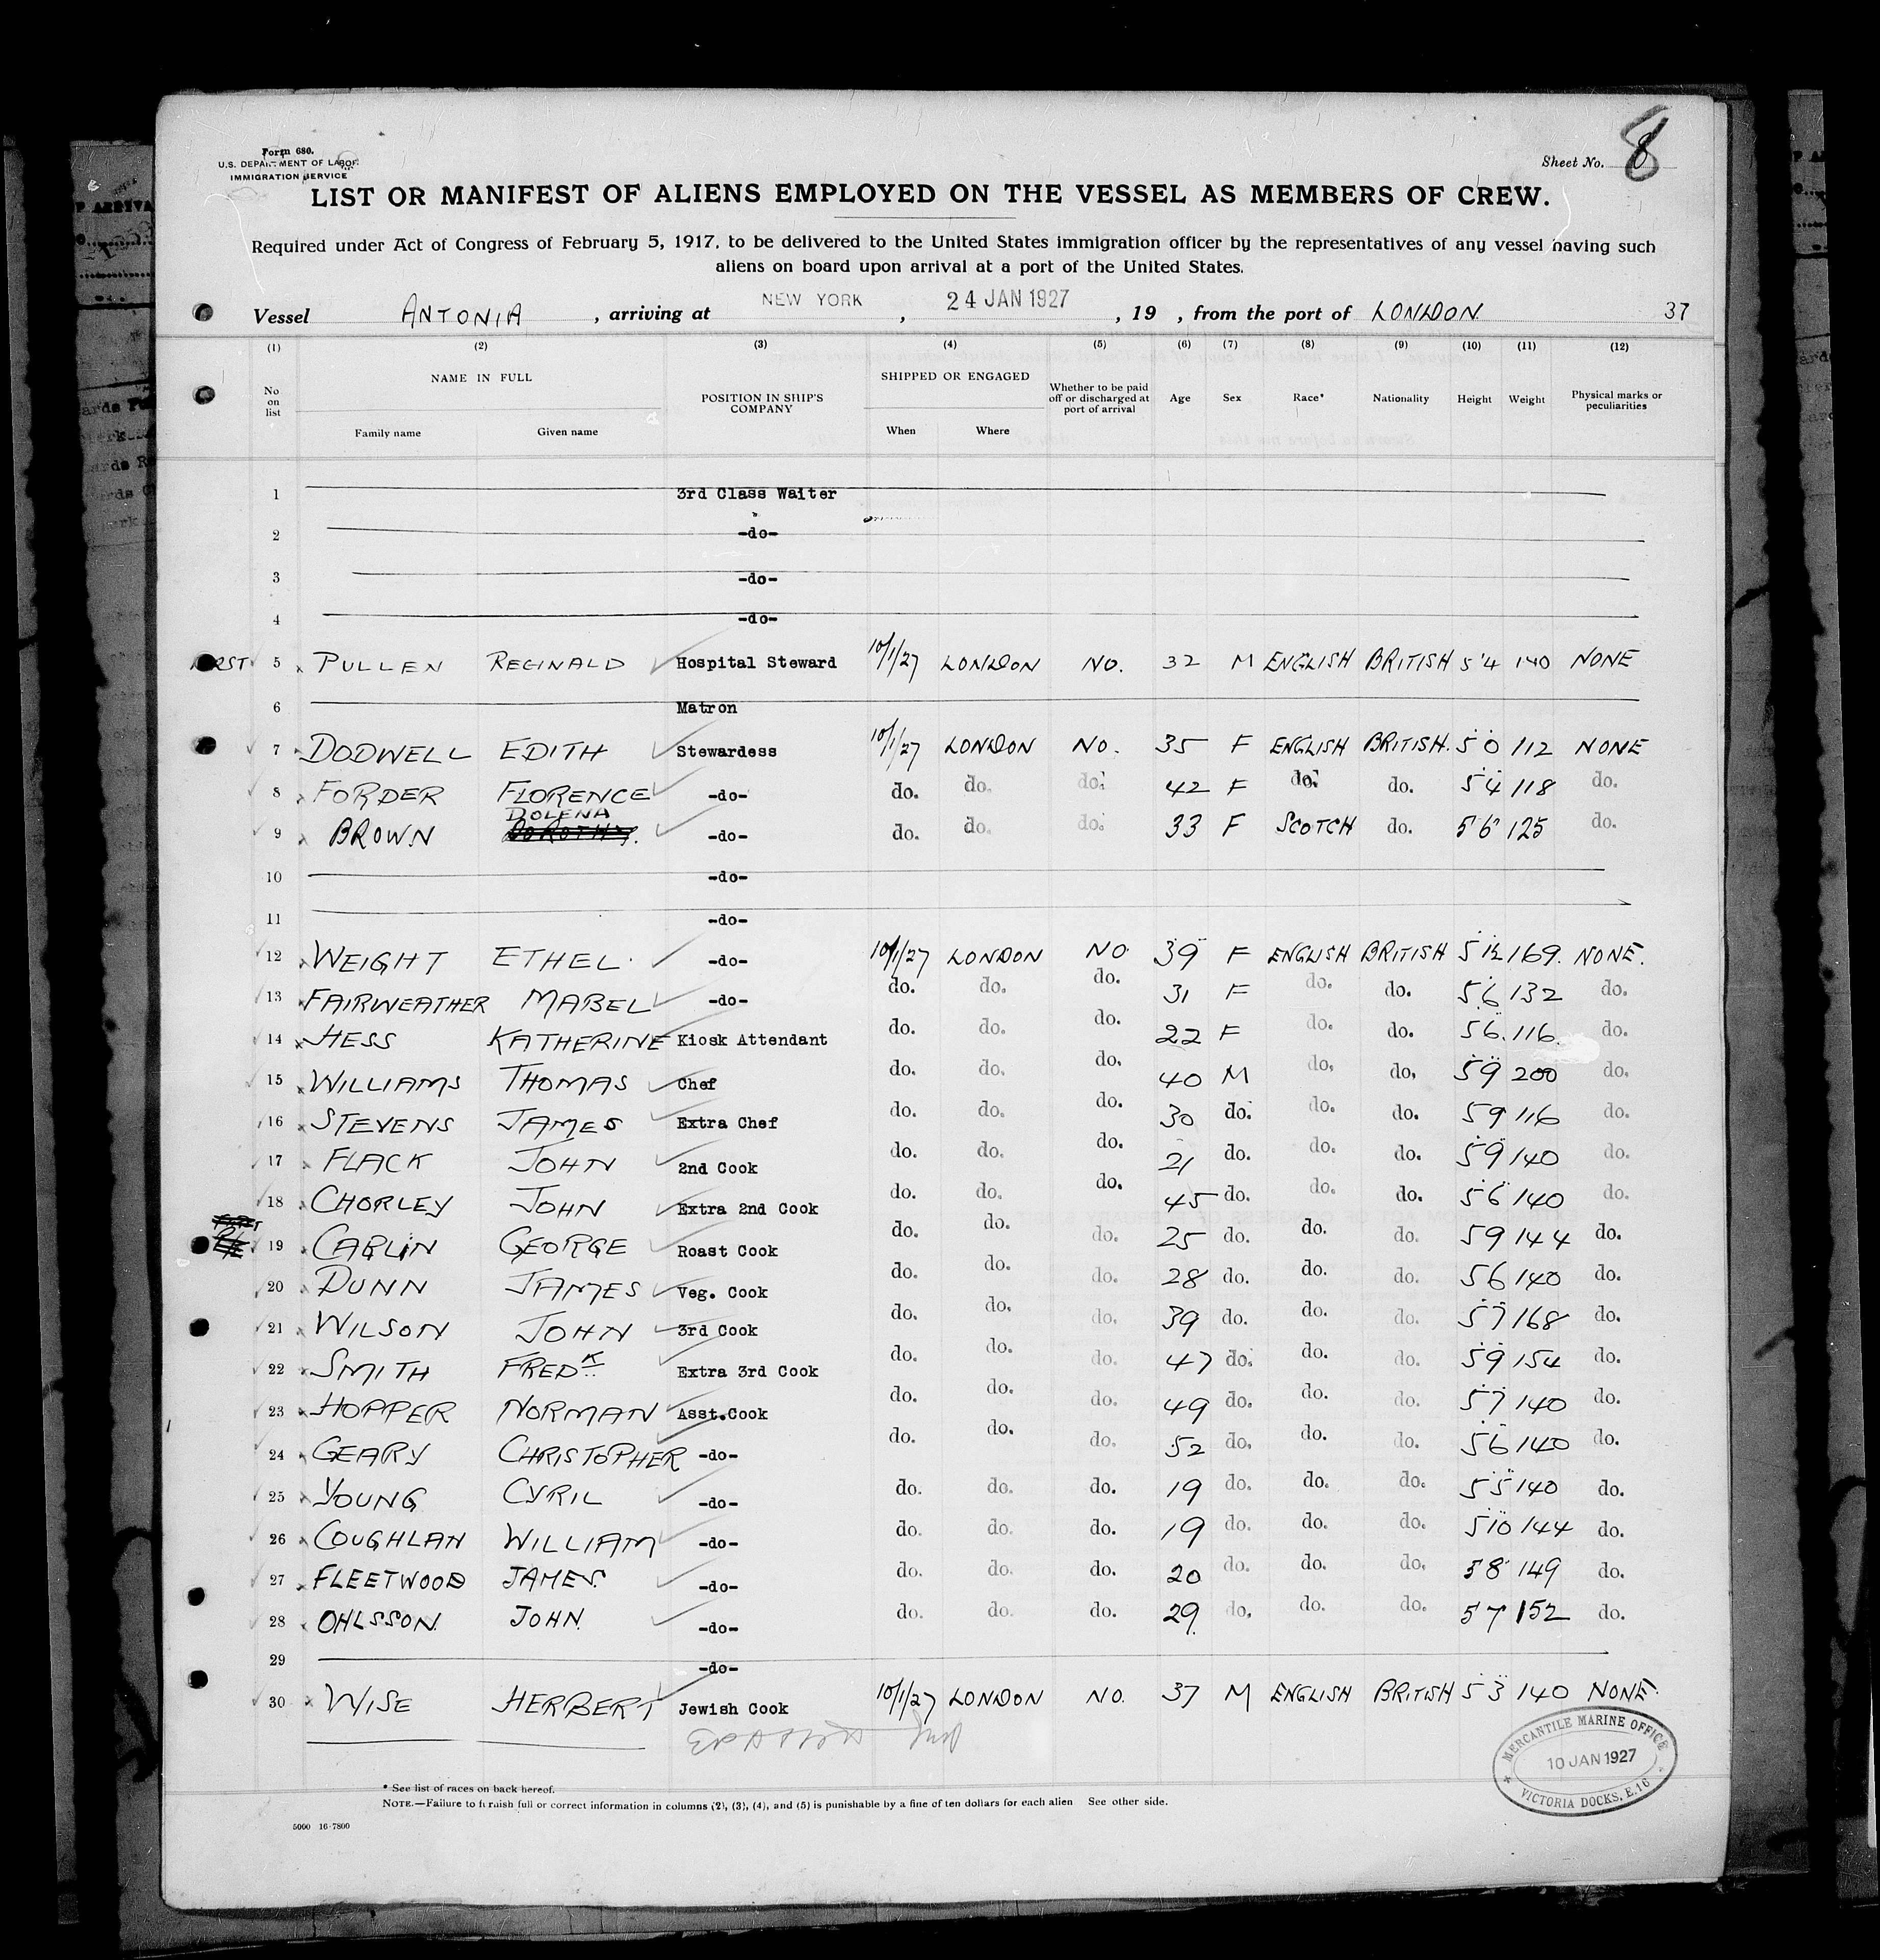 Form 680.
U.S. DEPARTMENT OF LABOR
IMMIGRATION SERVICE
Sheet No. 8
LIST OR MANIFEST OF ALIENS EMPLOYED ON THE VESSEL AS MEMBERS OF CREW.
Required under Act of Congress of February 5, 1917, to be delivered to the United States immigration officer by the representatives of any vessel having such
aliens on board upon arrival at a port of the United States.
Vessel ANTONIA , arriving at NEW YORK , 24 JAN 1927 , 19 , from the port of LONDON 37
(1) (2) (3) (4) (5) (6) (7) (8) (9) (10) (11) (12)
No on list NAME IN FULL Family name Given name POSITION IN SHIP'S COMPANY SHIPPED OR ENGAGED When Where Whether to be paid off or discharged at port of arrival Age Sex Race* Nationality Height Weight Physical marks or peculiarities
1 3rd Class Waiter
2 -do-
3 -do-
4 -do-
5 PULLEN REGINALD Hospital Steward 10/1/27 LONDON NO. 32 M ENGLISH BRITISH 5'4 140 NONE
6 Matron
7 DODWELL EDITH Stewardess 10/1/27 LONDON NO. 35 F ENGLISH BRITISH. 5 0 112 NONE
8 FORDER FLORENCE -do- do. do. do. 42 F do. do. 5 4 118 do.
DOLENA
9 BROWN DOROTHY. -do- do. do. do. 33 F SCOTCH do. 5 6 125 do.
10 -do-
11 -do-
12 WEIGHT ETHEL. -do- 10/1/27 LONDON NO 39 F ENGLISH BRITISH 169. NONE.
13 FAIRWEATHER MABEL -do- do. do. do. 31 F do. do. 5 6 132 do.
14 HESS KATHERINE Kiosk Attendant do. do. do. 22 F do. do. 5 6. 116 do.
15 WILLIAMS THOMAS Chef do. do. do. 40 M do. do. 5 9 200 do.
16 STEVENS JAMES Extra Chef do. do. do. 30 do. do. do. 5 9 116 do.
17 FLACK JOHN 2nd Cook do. do. do. 21 do. do. do. 5 9 140 do.
18 CHORLEY JOHN Extra 2nd Cook do. do. do. 45 do. do. do. 5 6 140 do.
19 CARLIN GEORGE Roast Cook do. do. do. 25 do. do. do. 5 9 144 do.
20 DUNN JAMES Veg. Cook do. do. do. 28 do. do. do. 5 6 140 do.
21 WILSON JOHN 3rd Cook do. do. do. 39 do. do. do. 5 7 168 do.
22 SMITH FREDK Extra 3rd Cook do. do. do. 47 do. do. do. 5 9 154 do.
23 HOPPER NORMAN Asst.Cook do. do. do. 49 do. do. do. 5 7 140 do.
24 GEARY CHRISTOPHER -do- do. do. do. 52 do. do. do. 5 6 140 do.
25 YOUNG CYRIL -do- do. do. do. 19 do. do. do. 5 5 140 do.
26 COUGHLAN WILLIAM -do- do. do. do. 19 do. do. do. 5 10 144 do.
27 FLEETWOOD JAMES. -do- do. do. do. 20 do. do. do. 5 8 149 do.
28 OHLSSON. JOHN. -do- do. do. do. 29. do. do. do. 5 7 152 do.
29 -do-
30 WISE HERBERT Jewish Cook 10/1/27 LONDON NO. 37 M ENGLISH BRITISH 5 3 140 NONE.
MERCANTILE MARINE OFFICE
10 JAN 1927
VICTORIA DOCKS, E.16
* See list of races on back hereof.
NOTE.—Failure to furnish full or correct information in columns (2), (3), (4), and (5) is punishable by a fine of ten dollars for each alien See other side.
5000 16-7800